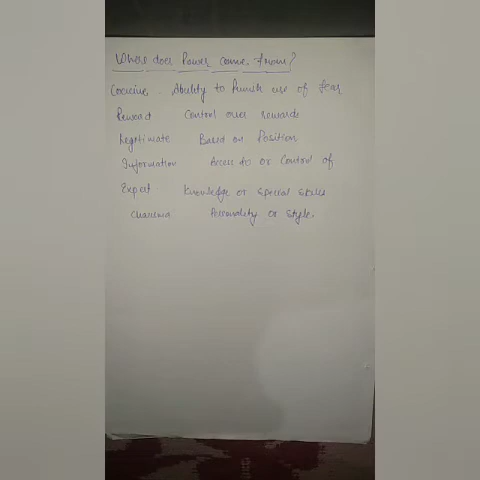 Where does Power come from?
Coercive Ability to Punish use of fear
Reward Control over rewards
Legitimate Based on Position
Information Access to or Control of
Expert Knowledge or special skills
Charisma Personality or style.